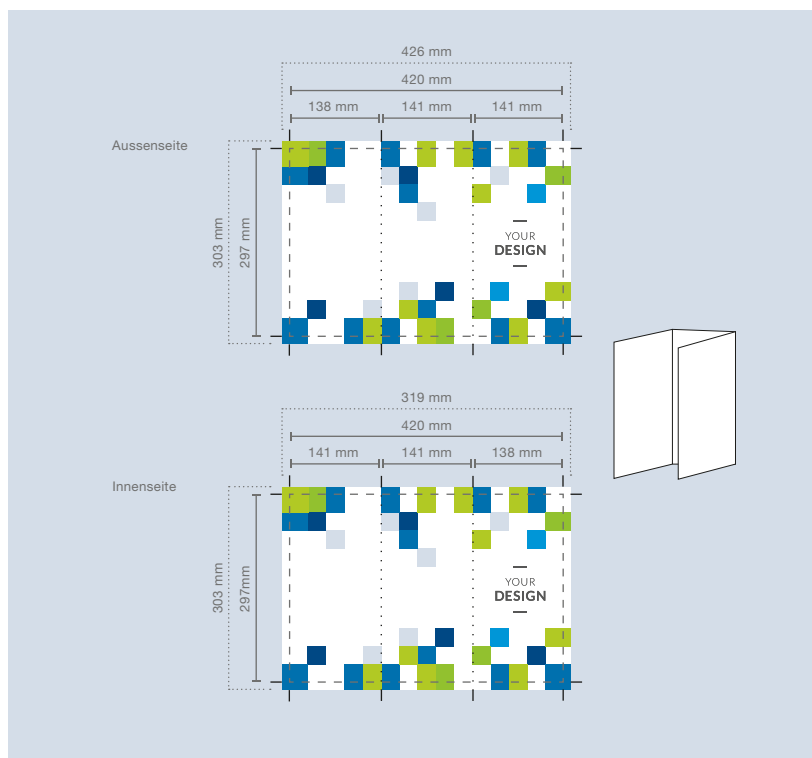 426 mm
420 mm
138 mm
141 mm
141 mm
Aussenseite
303 mm
297 mm
YOUR
DESIGN
319 mm
420 mm
141 mm
141 mm
138 mm
Innenseite
303 mm
297mm
YOUR
DESIGN